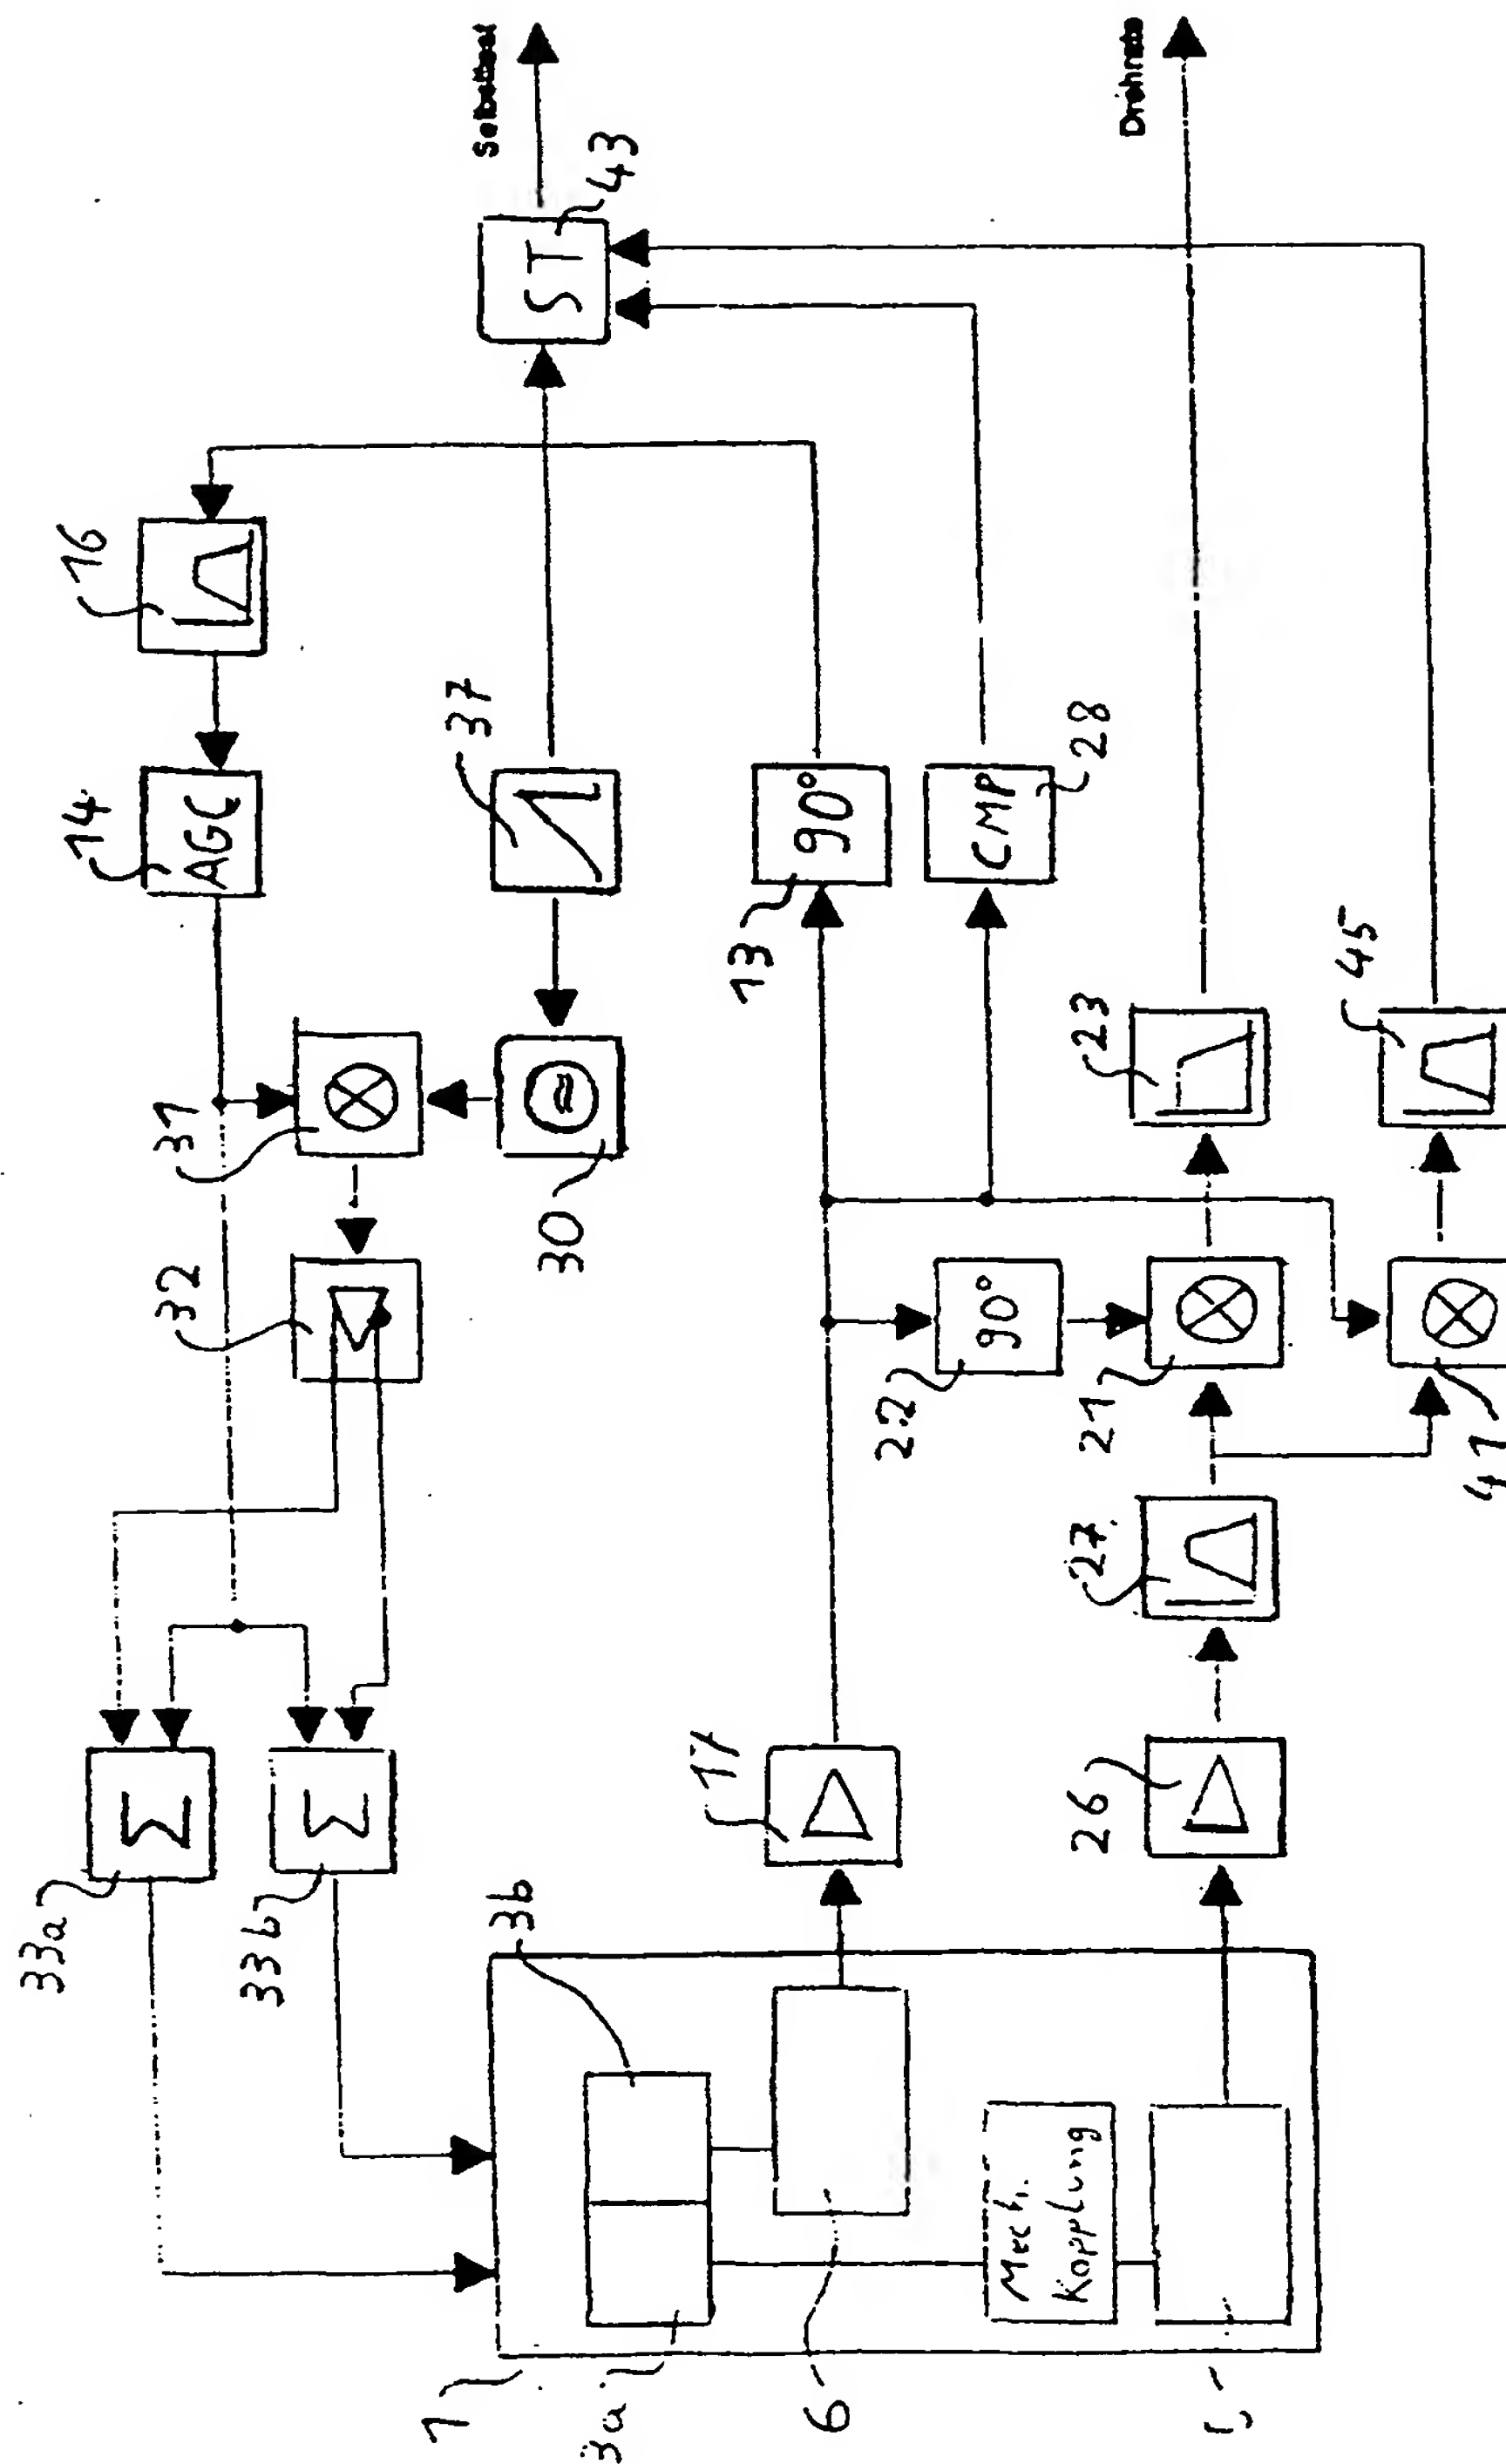 33a
Σ
33b
Σ
32
31
14
AGC
16
30
≈
37
ST
43
Selbsttest
1
3a
3b
6
17
13
90°
CMP
28
22
90°
21
23
Drehrate
Mech.
Kopplung
26
27
41
45